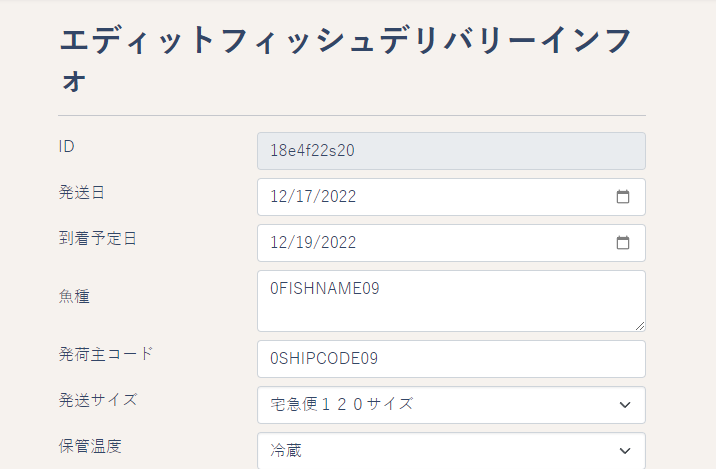 エディットフィッシュデリバリーインフ
ォ
ID
18e4f22s20
発送日
12/17/2022
到着予定日
12/19/2022
魚種
0FISHNAME09
発荷主コード
0SHIPCODE09
発送サイズ
宅急便１２０サイズ
保管温度
冷蔵